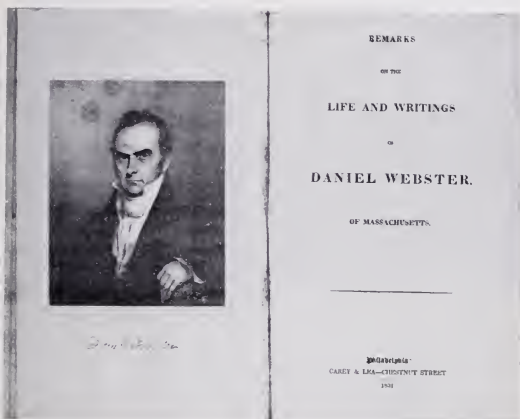 REMARKS
ON THE
LIFE AND WRITINGS
OF
DANIEL WEBSTER,
OF MASSACHUSETTS.
Philadelphia:
CAREY & LEA—CHESTNUT STREET